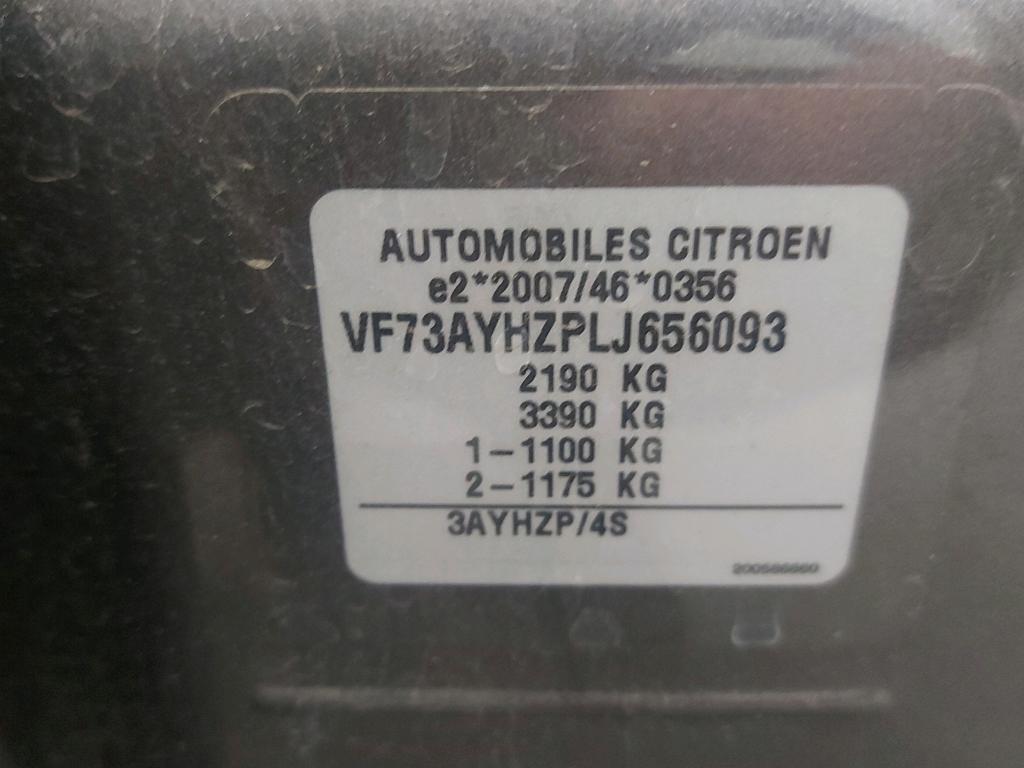 AUTOMOBILES CITROEN
e2*2007/46*0356
VF73AYHZPLJ656093
2190 KG
3390 KG
1-1100 KG
2-1175 KG
3AYHZP/4S